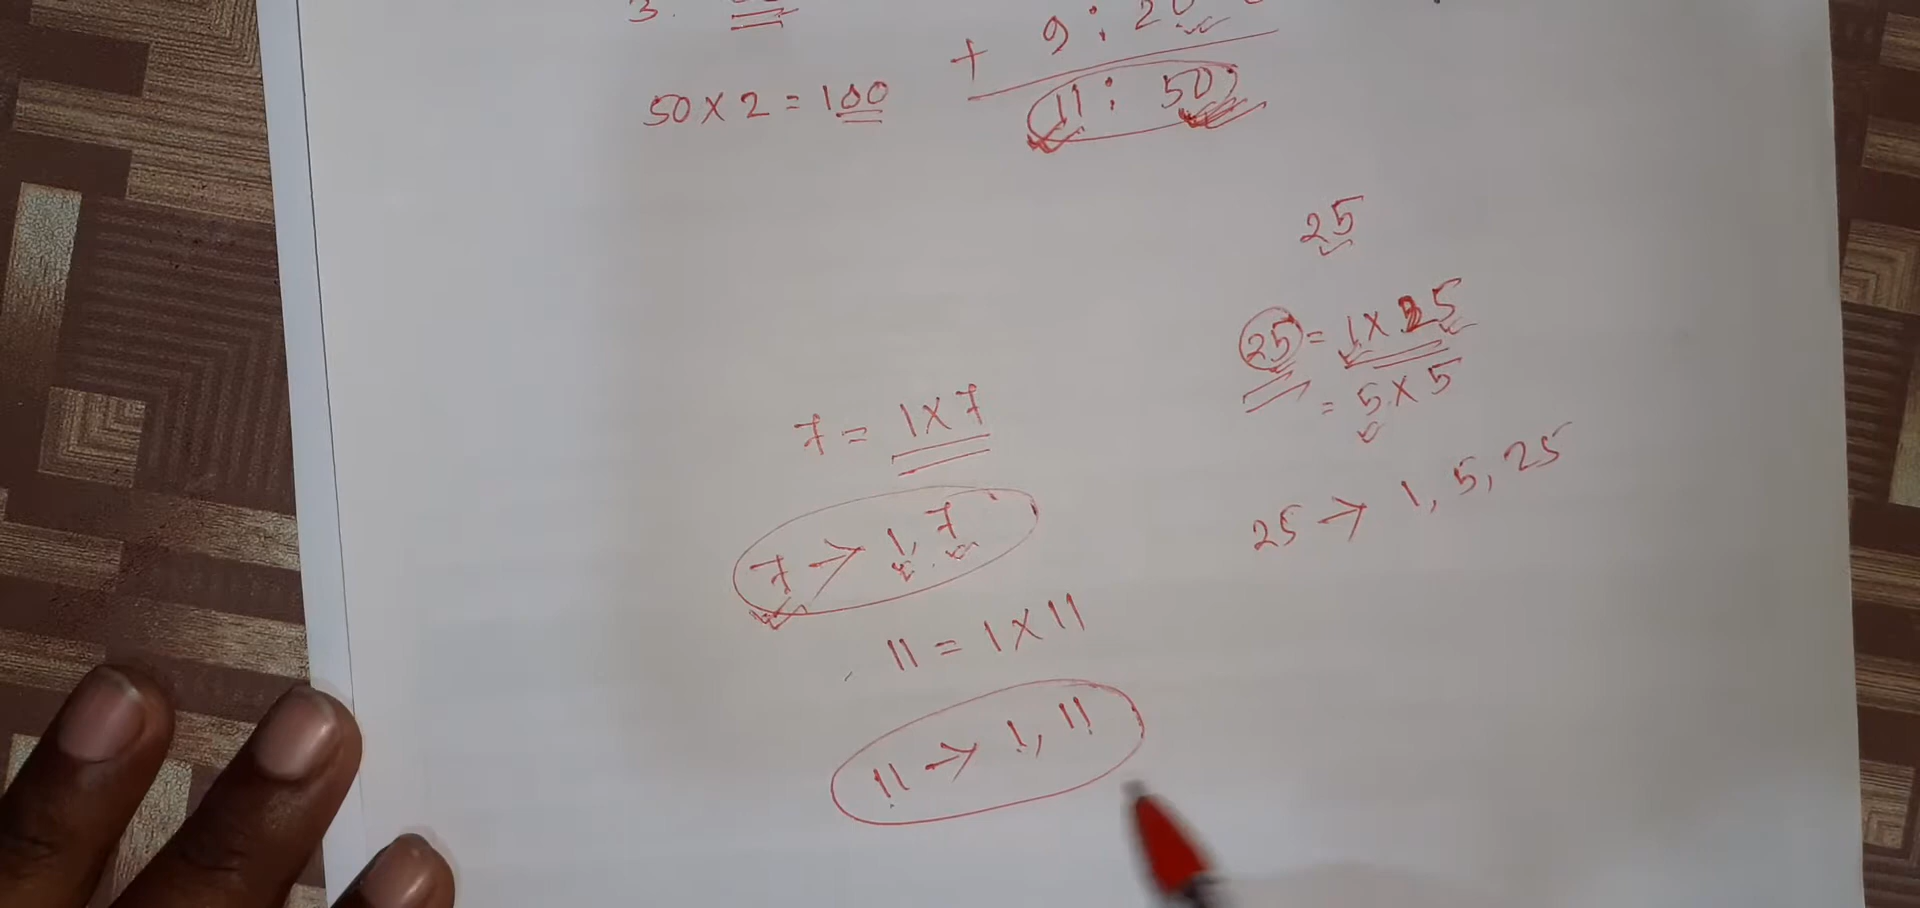 3.
+ 9 : 20
50 x 2 = 100
11 : 50
25
25 = 1 x 25
= 5 x 5
25 → 1, 5, 25
7 = 1 x 7
7 → 1, 7
11 = 1 x 11
11 → 1, 11